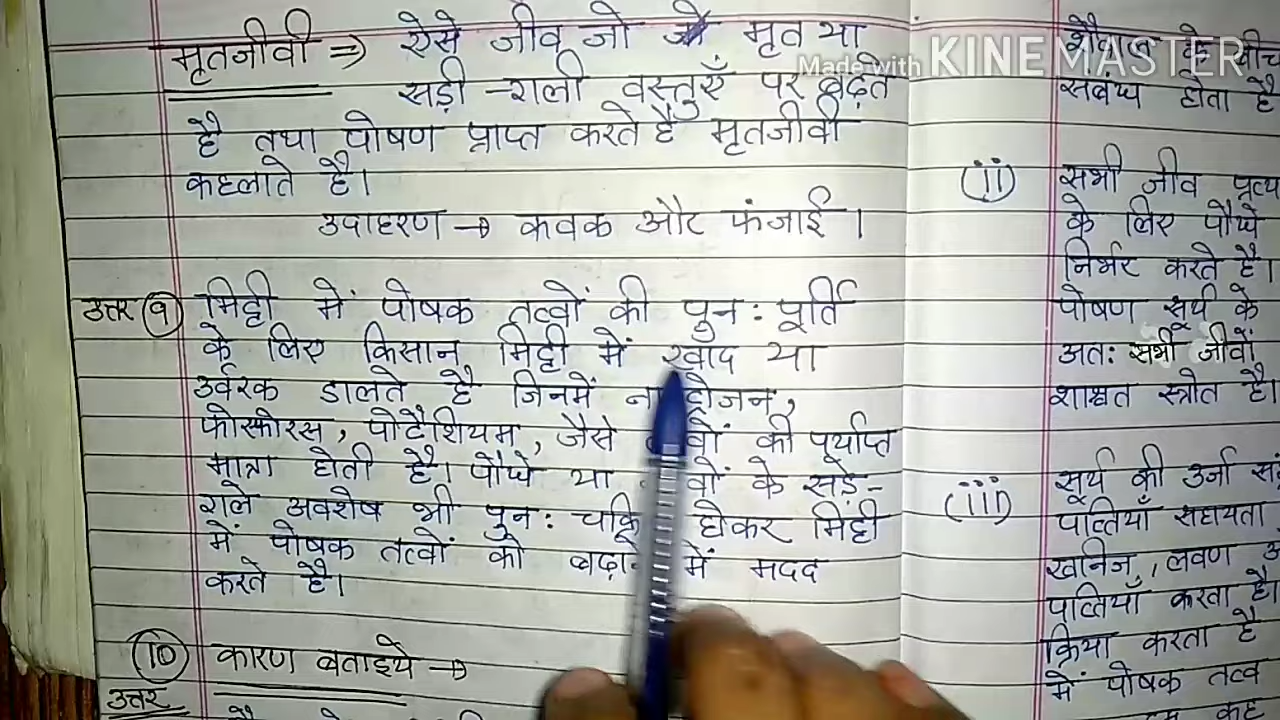 मृतजीवी ⇒ ऐसे जीव जो मृत या
सड़ी-गली वस्तुएँ पर बढ़ते
है तथा पोषण प्राप्त करते है मृतजीवी
कहलाते है।
उदाहरण → कवक और फंजाई।
उत्तर (9) मिट्टी में पोषक तत्वों की पुन: पूर्ति
के लिए किसान मिट्टी में खाद या
उर्वरक डालते है जिनमें
फोस्फोरस, पोटैशियम, जैसे की पर्याप्त
मात्रा होती है। पौधे या के सड़े-
गले अवशेष भी पुन: होकर मिट्टी
में पोषक तत्वों को में मदद
करते है।
(10) कारण बताइये →
उत्तर
के बीच
संबंध होता है
(ii) सभी जीव
के लिए पौधे
निर्भर करते है।
पोषण सूर्य के
अत: सभी जीवों
शाश्वत स्त्रोत है।
(iii) सूर्य की उर्जा
पत्तियाँ सहायता
खनिज, लवण
पत्तियाँ करता है।
क्रिया करता है
में पोषक तत्व
Made with KINEMASTER